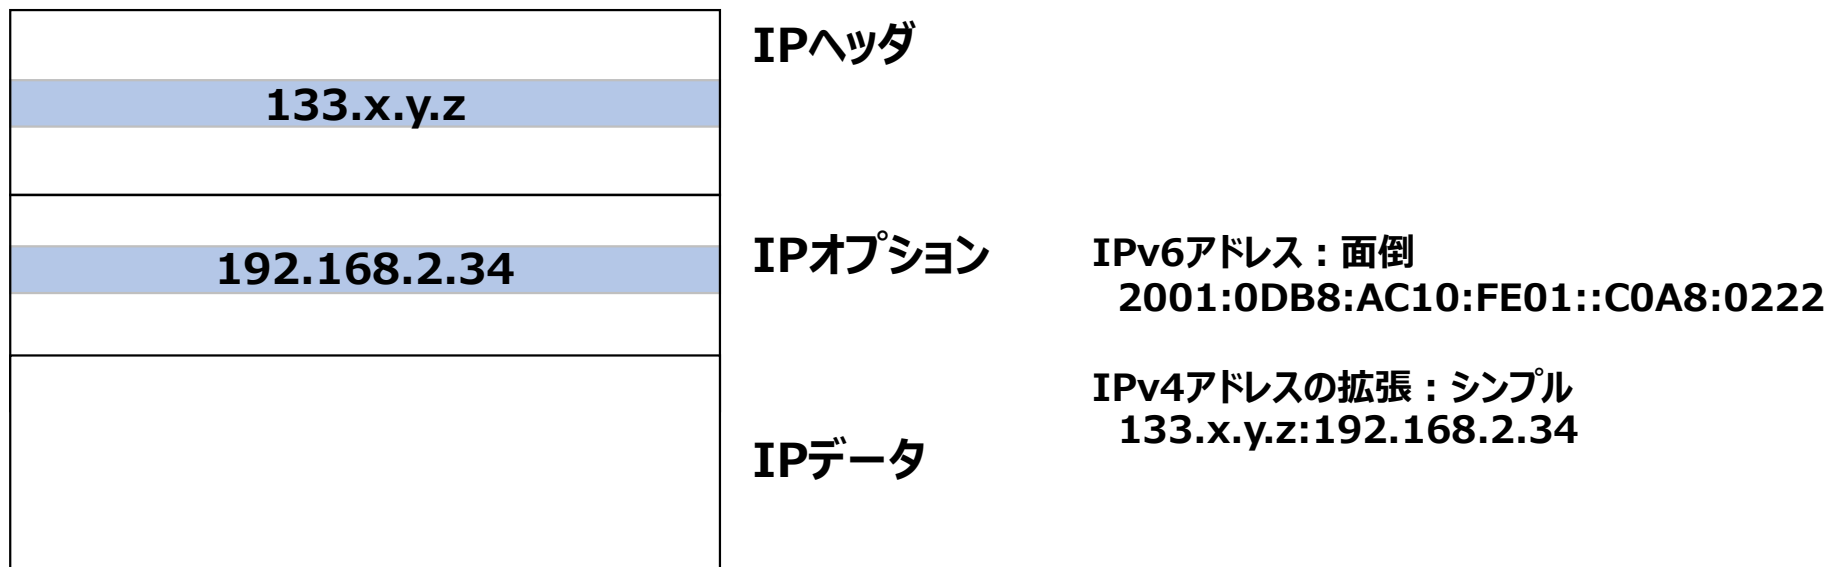 IPヘッダ
133.x.y.z
IPオプション
192.168.2.34
IPデータ
IPv6アドレス：面倒
2001:0DB8:AC10:FE01::C0A8:0222
IPv4アドレスの拡張：シンプル
133.x.y.z:192.168.2.34